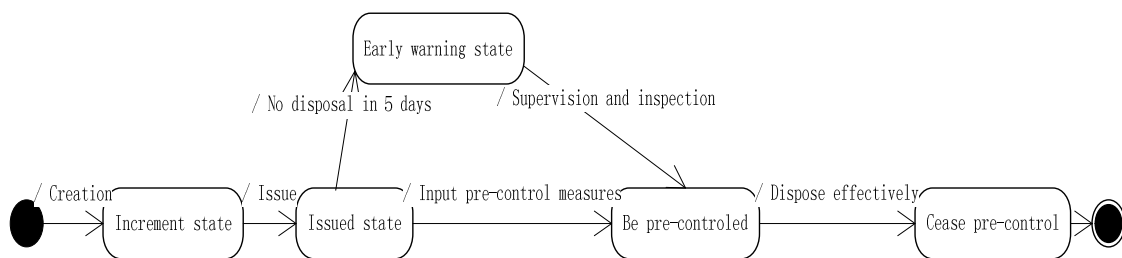 Early warning state
/ No disposal in 5 days
/ Supervision and inspection
/ Creation
/ Issue
/ Input pre-control measures
/ Dispose effectively
Increment state
Issued state
Be pre-controled
Cease pre-control